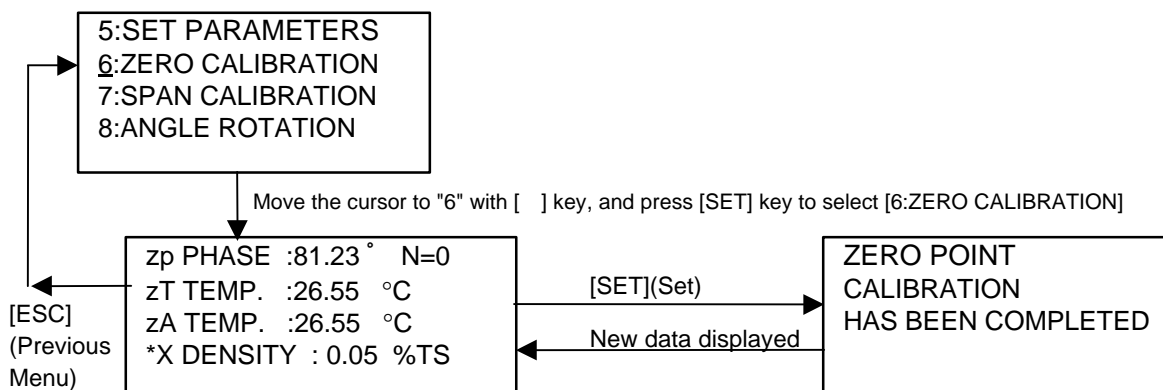 5:SET PARAMETERS
6:ZERO CALIBRATION
7:SPAN CALIBRATION
8:ANGLE ROTATION
Move the cursor to "6" with [   ] key, and press [SET] key to select [6:ZERO CALIBRATION]
zp PHASE :81.23 ° N=0
zT TEMP. :26.55 °C
zA TEMP. :26.55 °C
*X DENSITY : 0.05 %TS
[ESC]
(Previous
Menu)
[SET](Set)
New data displayed
ZERO POINT
CALIBRATION
HAS BEEN COMPLETED